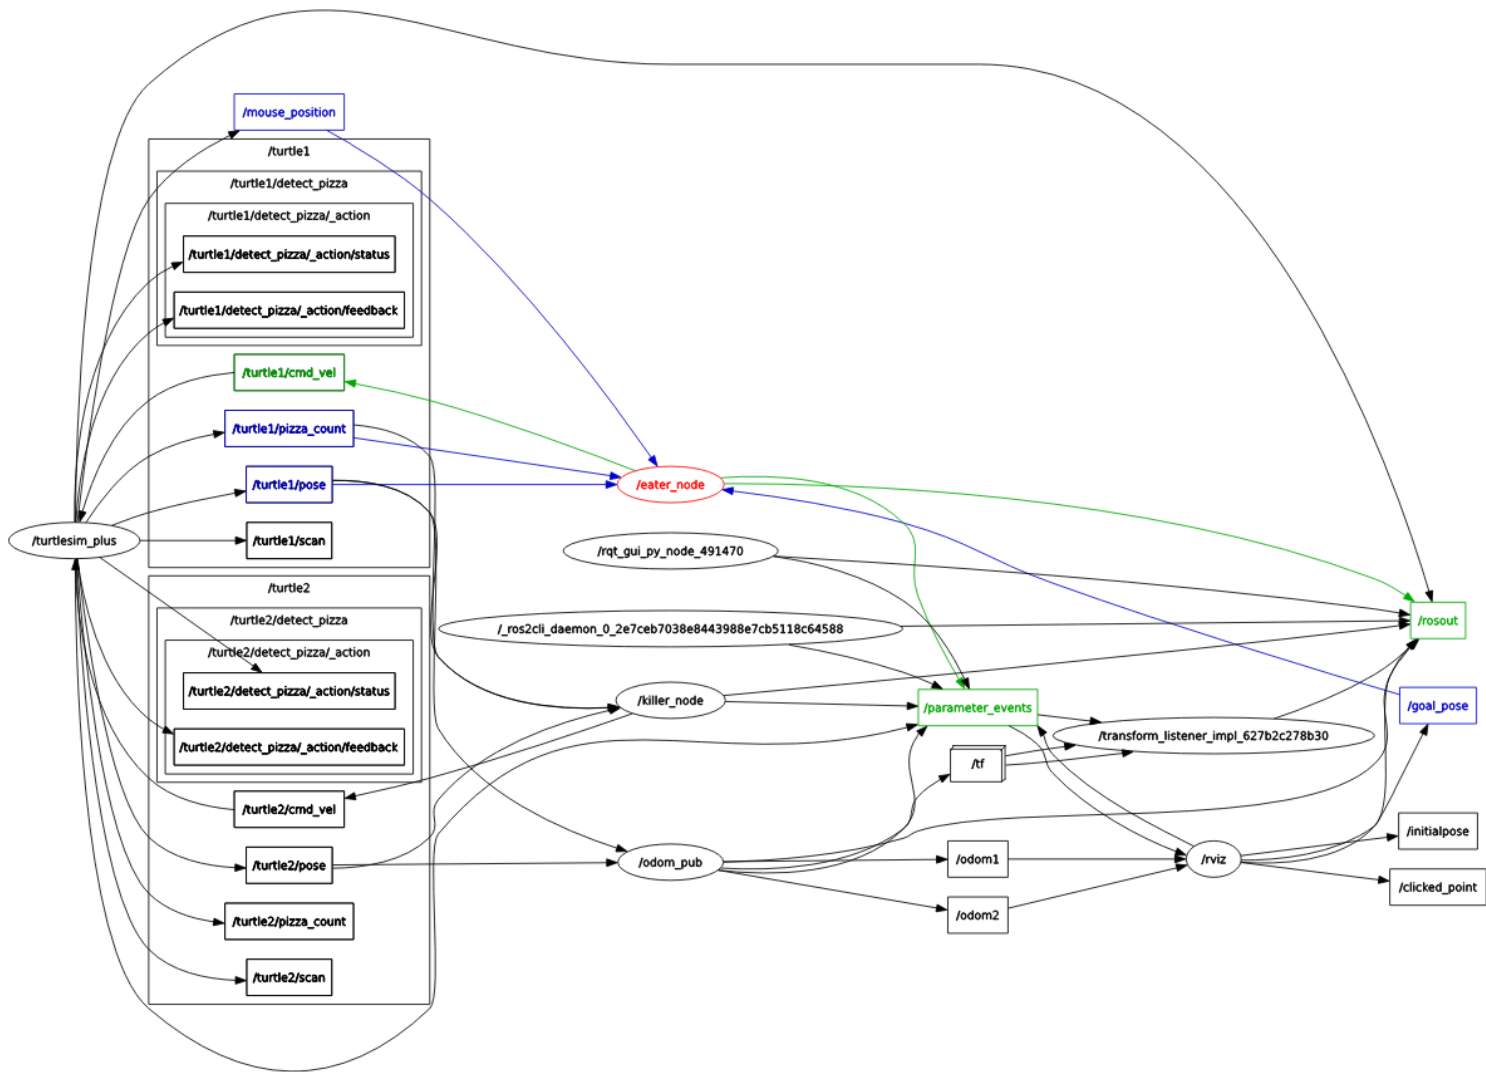 /mouse_position
/turtle1
/turtle1/detect_pizza
/turtle1/detect_pizza/_action
/turtle1/detect_pizza/_action/status
/turtle1/detect_pizza/_action/feedback
/turtle1/cmd_vel
/turtle1/pizza_count
/turtle1/pose
/turtle1/scan
/turtlesim_plus
/turtle2
/turtle2/detect_pizza
/turtle2/detect_pizza/_action
/turtle2/detect_pizza/_action/status
/turtle2/detect_pizza/_action/feedback
/turtle2/cmd_vel
/turtle2/pose
/turtle2/pizza_count
/turtle2/scan
/eater_node
/rqt_gui_py_node_491470
/_ros2cli_daemon_0_2e7ceb7038e8443988e7cb5118c64588
/killer_node
/odom_pub
/parameter_events
/tf
/odom1
/odom2
/transform_listener_impl_627b2c278b30
/rviz
/rosout
/goal_pose
/initialpose
/clicked_point